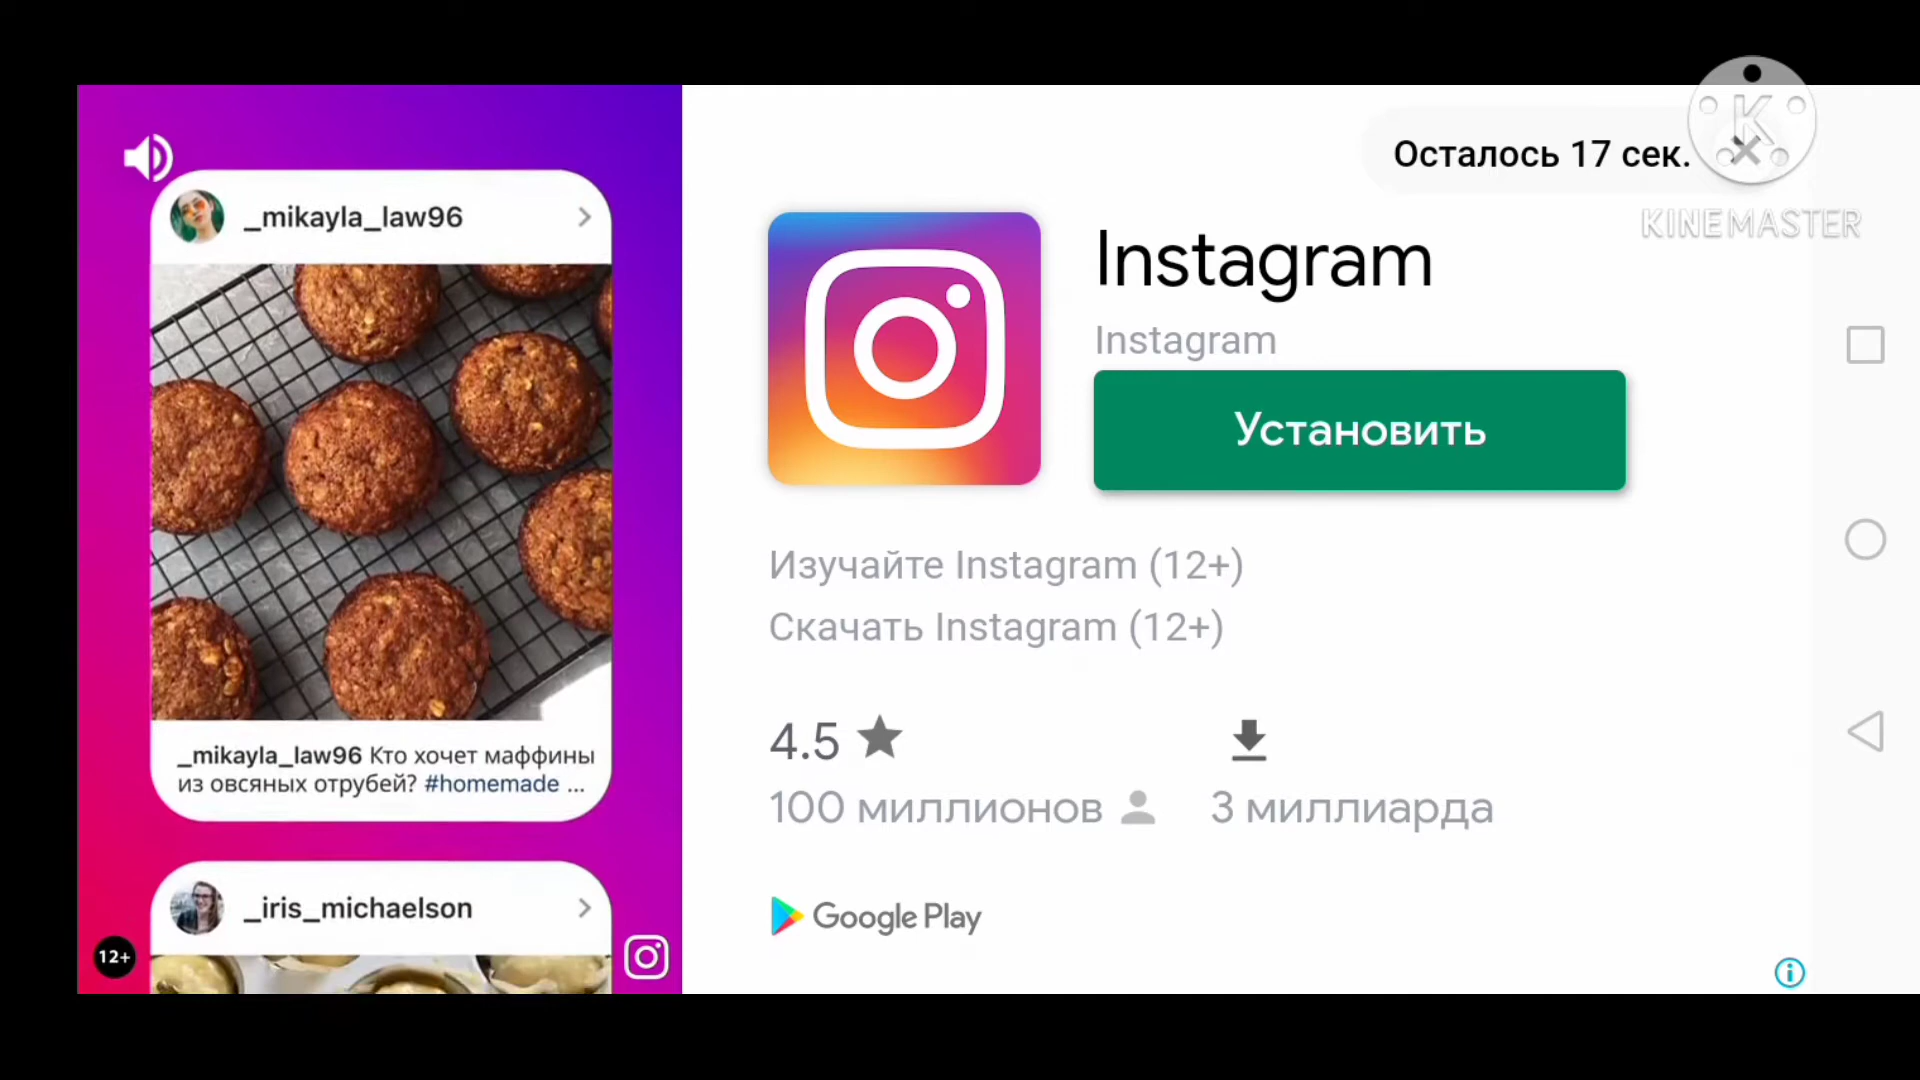 _mikayla_law96
_mikayla_law96 Кто хочет маффины
из овсяных отрубей? #homemade ...
_iris_michaelson
12+
Осталось 17 сек.
K
KINEMASTER
Instagram
Instagram
Установить
Изучайте Instagram (12+)
Скачать Instagram (12+)
4.5
100 миллионов
3 миллиарда
Google Play